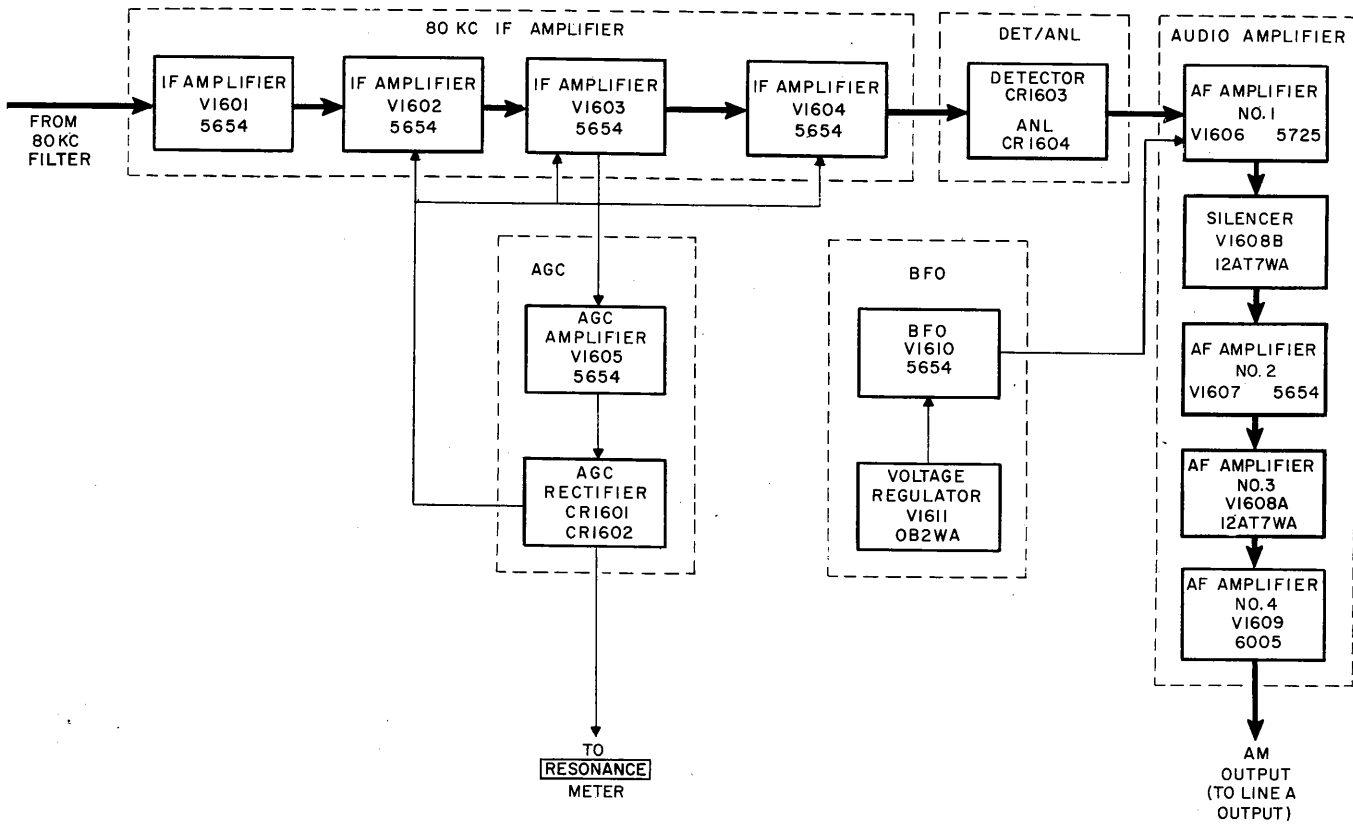 80 KC IF AMPLIFIER
IF AMPLIFIER
V1601
5654
IF AMPLIFIER
V1602
5654
IF AMPLIFIER
V1603
5654
IF AMPLIFIER
V1604
5654
FROM
80 KC
FILTER
DET/ANL
DETECTOR
CR1603
ANL
CR1604
AUDIO AMPLIFIER
AF AMPLIFIER
NO. 1
V1606 5725
SILENCER
V1608B
12AT7WA
AF AMPLIFIER
NO. 2
V1607 5654
AF AMPLIFIER
NO.3
V1608A
12AT7WA
AF AMPLIFIER
NO. 4
V1609
6005
AGC
AGC
AMPLIFIER
V1605
5654
AGC
RECTIFIER
CR1601
CR1602
BFO
BFO
V1610
5654
VOLTAGE
REGULATOR
V1611
OB2WA
TO
RESONANCE
METER
AM
OUTPUT
(TO LINE A
OUTPUT)